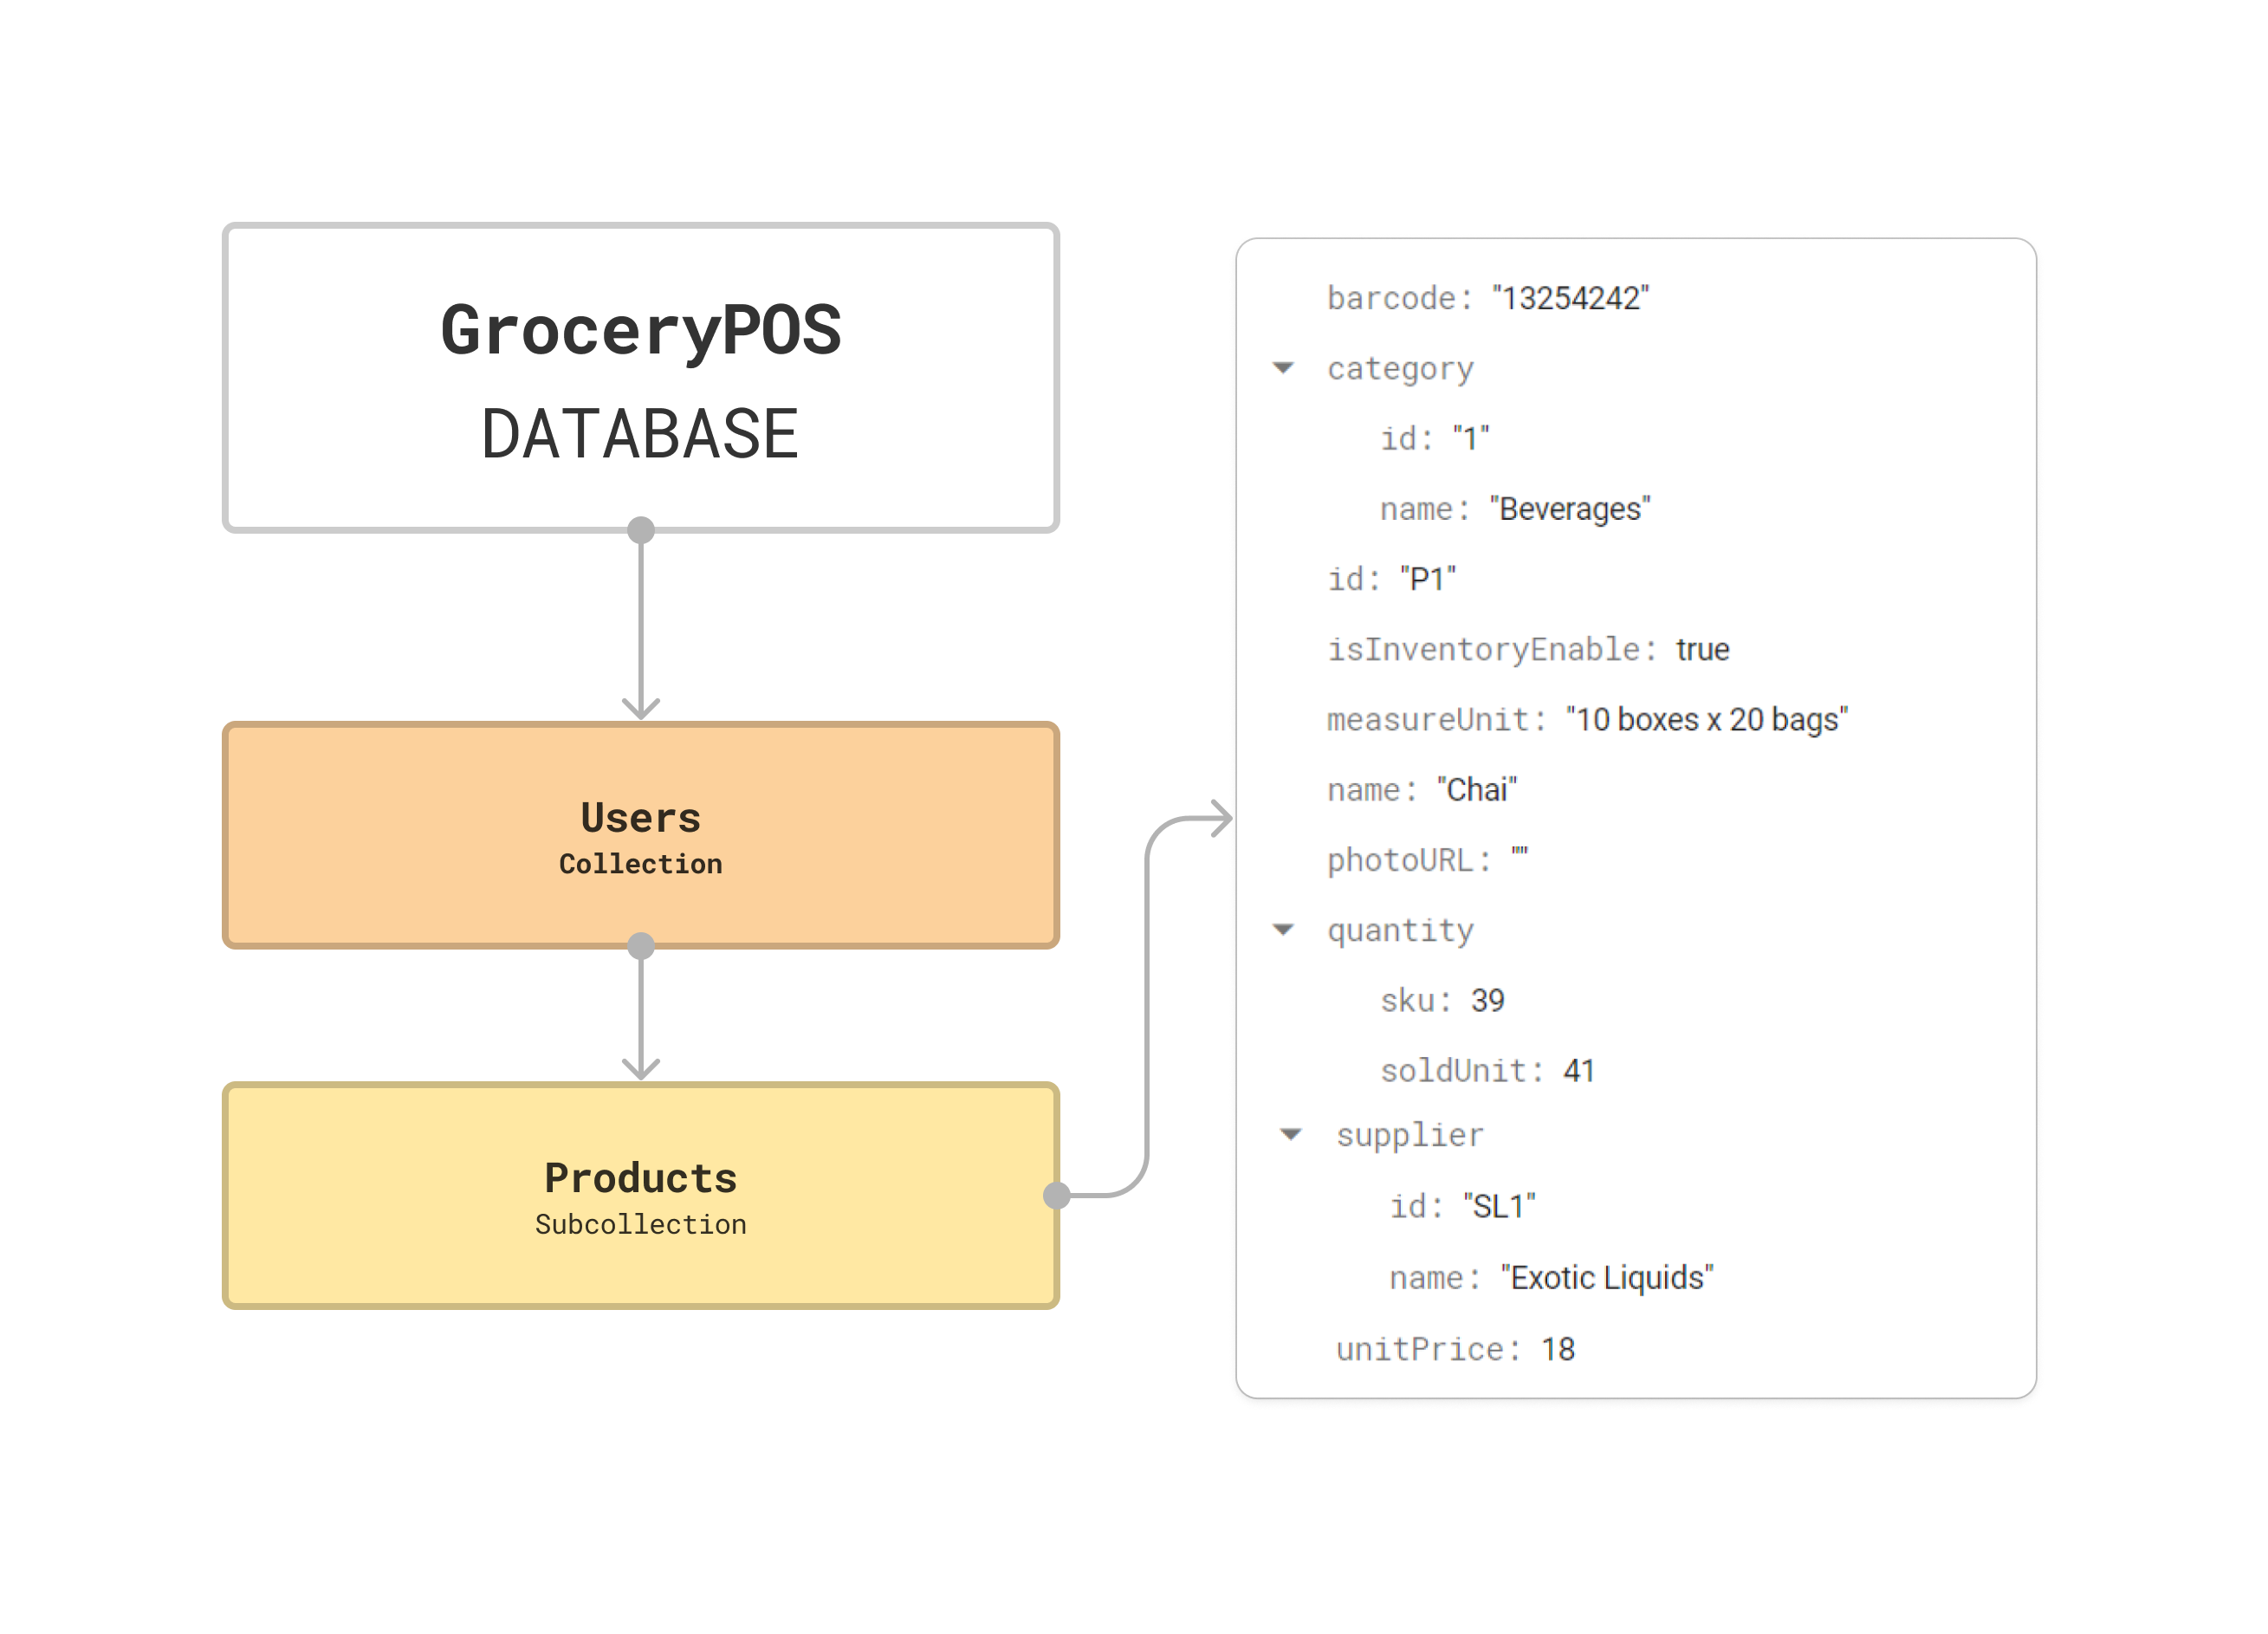 GroceryPOS
DATABASE
Users
Collection
Products
Subcollection
barcode: "13254242"
category
id: "1"
name: "Beverages"
id: "P1"
isInventoryEnable: true
measureUnit: "10 boxes x 20 bags"
name: "Chai"
photoURL: ""
quantity
sku: 39
soldUnit: 41
supplier
id: "SL1"
name: "Exotic Liquids"
unitPrice: 18